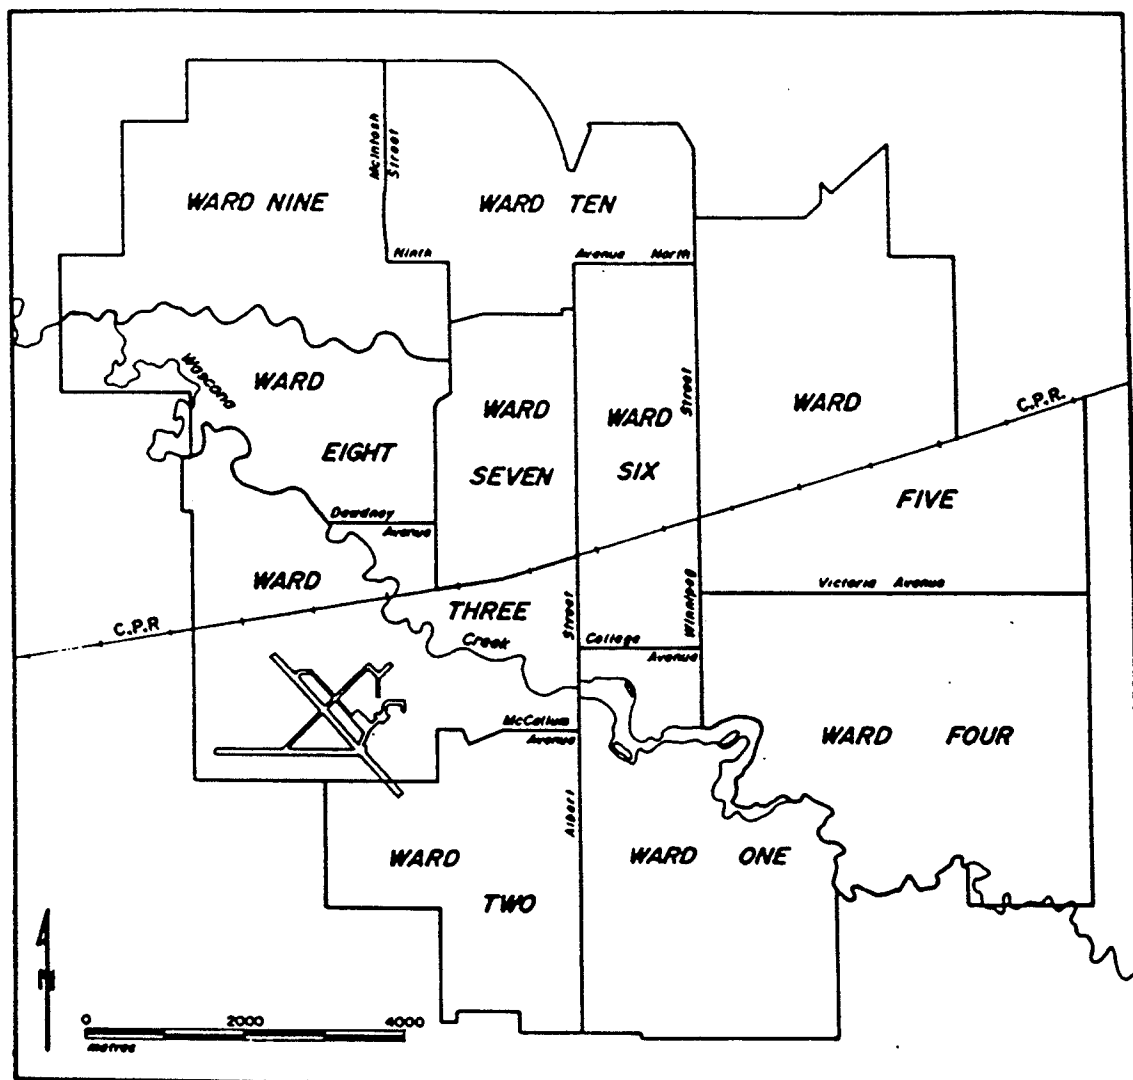 McIntosh
Street
WARD NINE
WARD TEN
Ninth
Avenue North
Wascana
WARD
EIGHT
WARD
SEVEN
WARD
SIX
Street
WARD
C.P.R.
FIVE
Dewdney
Avenue
WARD
THREE
C.P.R
Creek
Street
College
Avenue
Winnipeg
Victoria Avenue
McCallum
Avenue
WARD FOUR
Albert
WARD
TWO
WARD ONE
0 2000 4000
metres